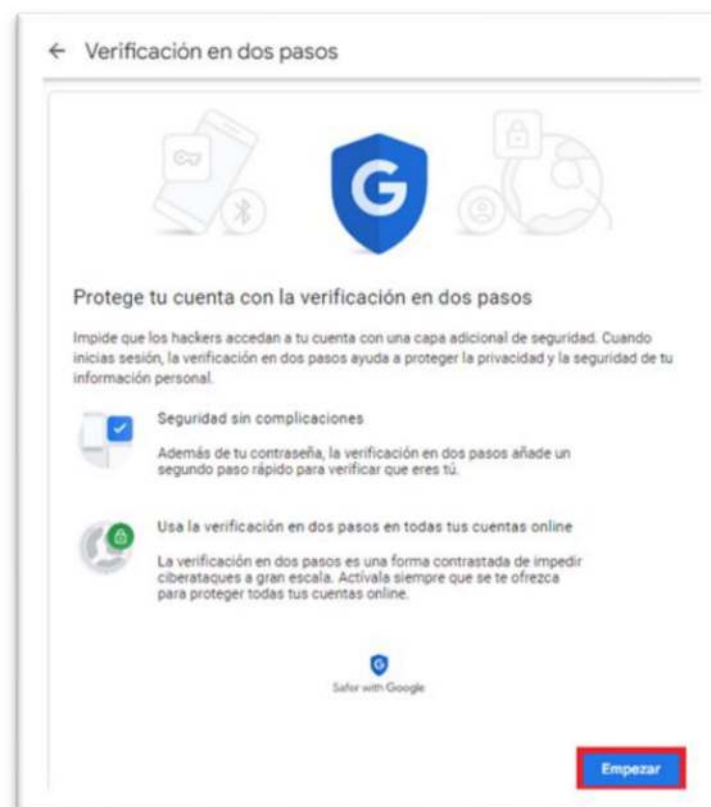 ← Verificación en dos pasos
G
Protege tu cuenta con la verificación en dos pasos
Impide que los hackers accedan a tu cuenta con una capa adicional de seguridad. Cuando
inicias sesión, la verificación en dos pasos ayuda a proteger la privacidad y la seguridad de tu
información personal.
Seguridad sin complicaciones
Además de tu contraseña, la verificación en dos pasos añade un
segundo paso rápido para verificar que eres tú.
Usa la verificación en dos pasos en todas tus cuentas online
La verificación en dos pasos es una forma contrastada de impedir
ciberataques a gran escala. Actívala siempre que se te ofrezca
para proteger todas tus cuentas online.
G
Safer with Google
Empezar